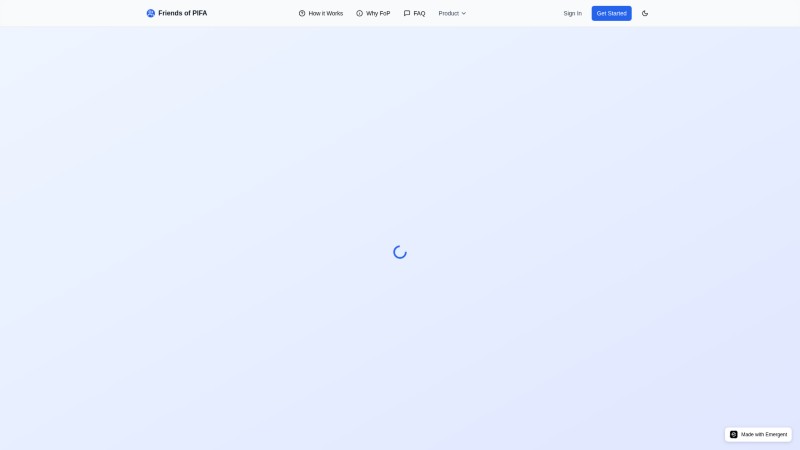 Friends of PIFA
How it Works
Why FoP
FAQ
Product
Sign In
Get Started
Made with Emergent